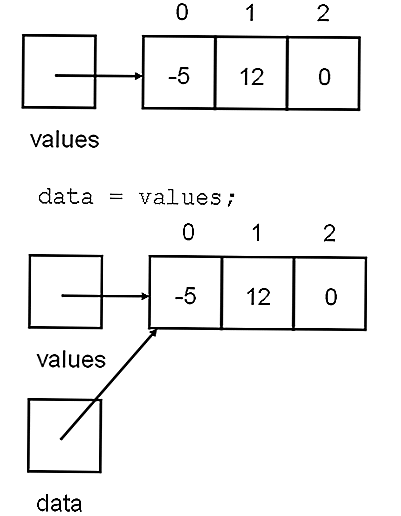 0 1 2
-5 12 0
values
data = values;
0 1 2
-5 12 0
values
data